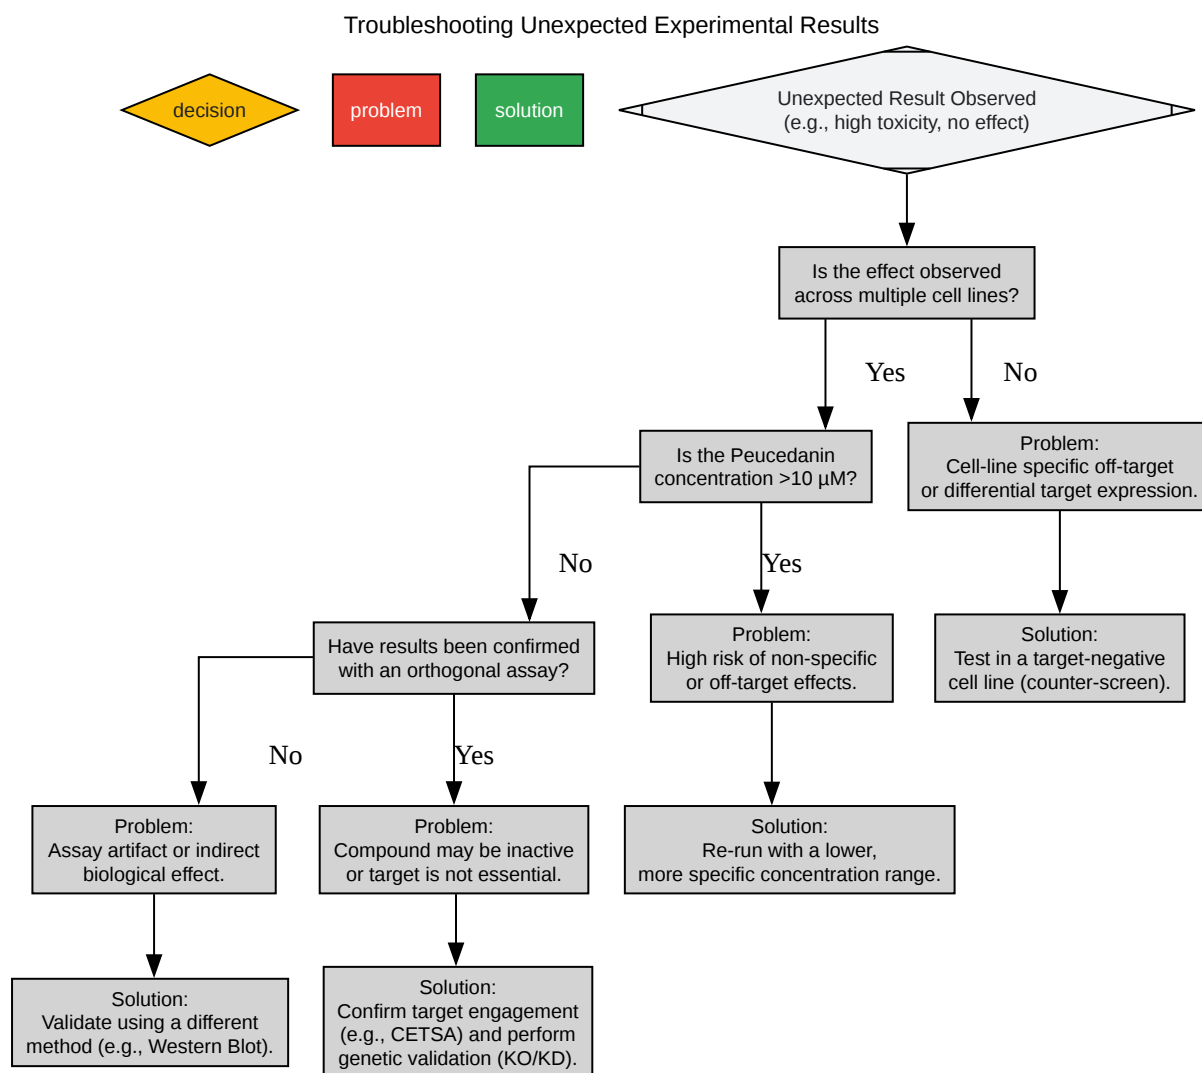 Troubleshooting Unexpected Experimental Results
decision
problem
solution
Unexpected Result Observed
(e.g., high toxicity, no effect)
Is the effect observed
across multiple cell lines?
Yes
No
Is the Peucedanin
concentration >10 µM?
Problem:
Cell-line specific off-target
or differential target expression.
No
Yes
Have results been confirmed
with an orthogonal assay?
Problem:
High risk of non-specific
or off-target effects.
Solution:
Test in a target-negative
cell line (counter-screen).
No
Yes
Problem:
Assay artifact or indirect
biological effect.
Problem:
Compound may be inactive
or target is not essential.
Solution:
Re-run with a lower,
more specific concentration range.
Solution:
Validate using a different
method (e.g., Western Blot).
Solution:
Confirm target engagement
(e.g., CETSA) and perform
genetic validation (KO/KD).